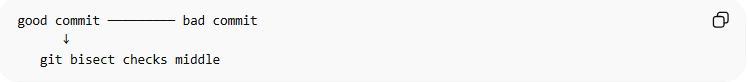 good commit ───────── bad commit
↓
git bisect checks middle